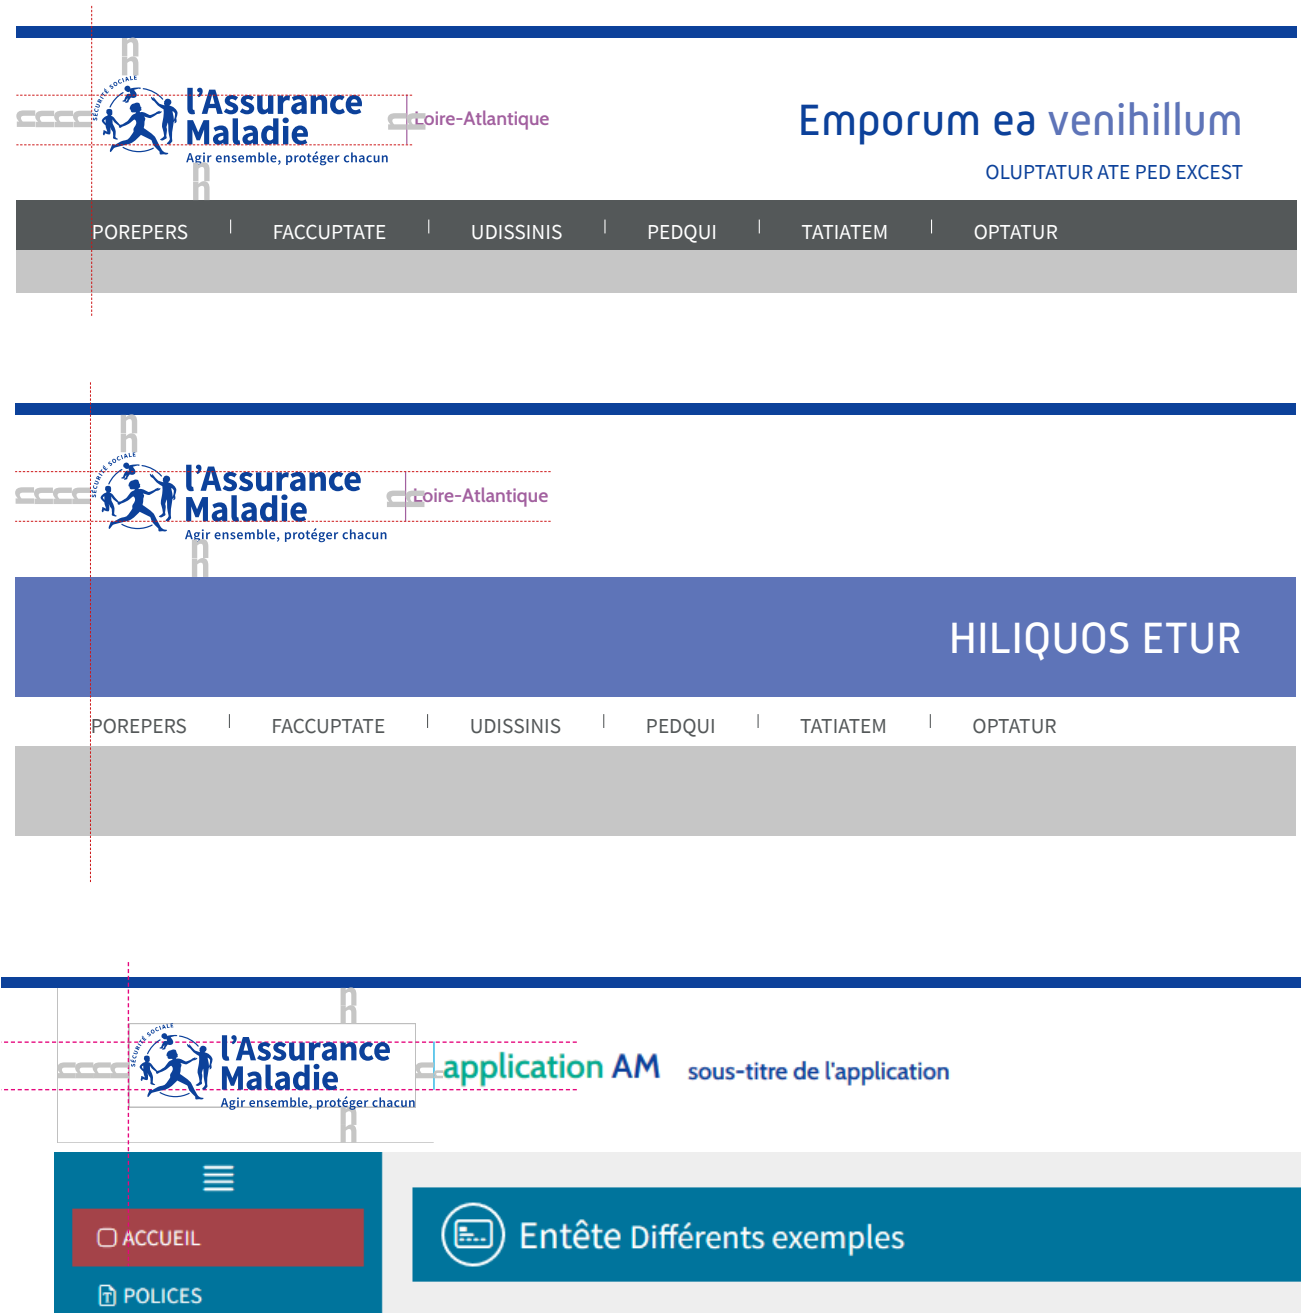 n
n
SÉCURITÉ SOCIALE
l'Assurance
Maladie
Agir ensemble, protéger chacun
Loire-Atlantique
Emporum ea venihillum
OLUPTATUR ATE PED EXCEST
n
n
POREPERS FACCUPTATE UDISSINIS PEDQUI TATIATEM OPTATUR
n
n
SÉCURITÉ SOCIALE
l'Assurance
Maladie
Agir ensemble, protéger chacun
Loire-Atlantique
n
n
HILIQUOS ETUR
POREPERS FACCUPTATE UDISSINIS PEDQUI TATIATEM OPTATUR
n
n
SÉCURITÉ SOCIALE
l'Assurance
Maladie
Agir ensemble, protéger chacun
application AM sous-titre de l'application
n
n
ACCUEIL
Entête Différents exemples
POLICES